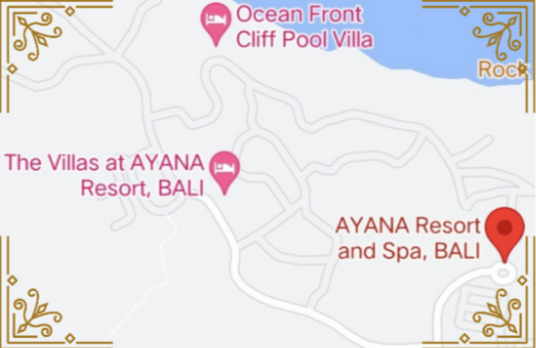 Ocean Front
Cliff Pool Villa
Rock
The Villas at AYANA
Resort, BALI
AYANA Resort
and Spa, BALI